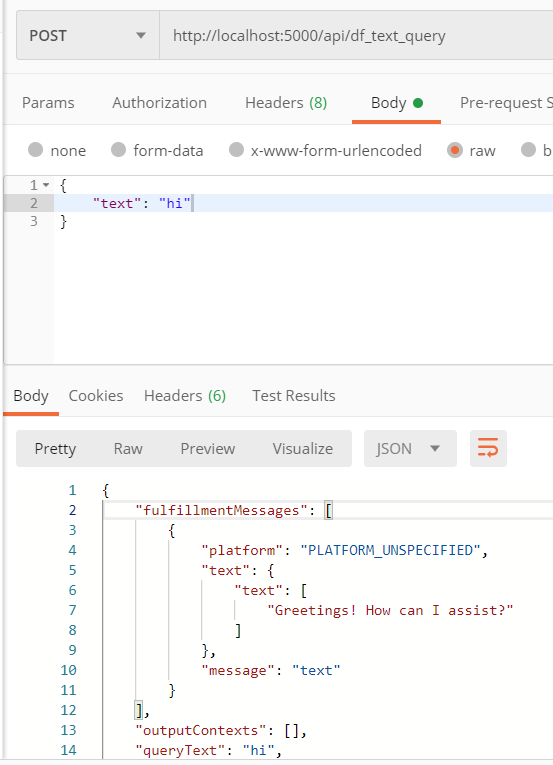 POST http://localhost:5000/api/df_text_query
Params Authorization Headers (8) Body Pre-request S
none form-data x-www-form-urlencoded raw b
1 {
2 "text": "hi"
3 }
Body Cookies Headers (6) Test Results
Pretty Raw Preview Visualize JSON
1 {
2 "fulfillmentMessages": [
3 {
4 "platform": "PLATFORM_UNSPECIFIED",
5 "text": {
6 "text": [
7 "Greetings! How can I assist?"
8 ]
9 },
10 "message": "text"
11 }
12 ],
13 "outputContexts": [],
14 "queryText": "hi",